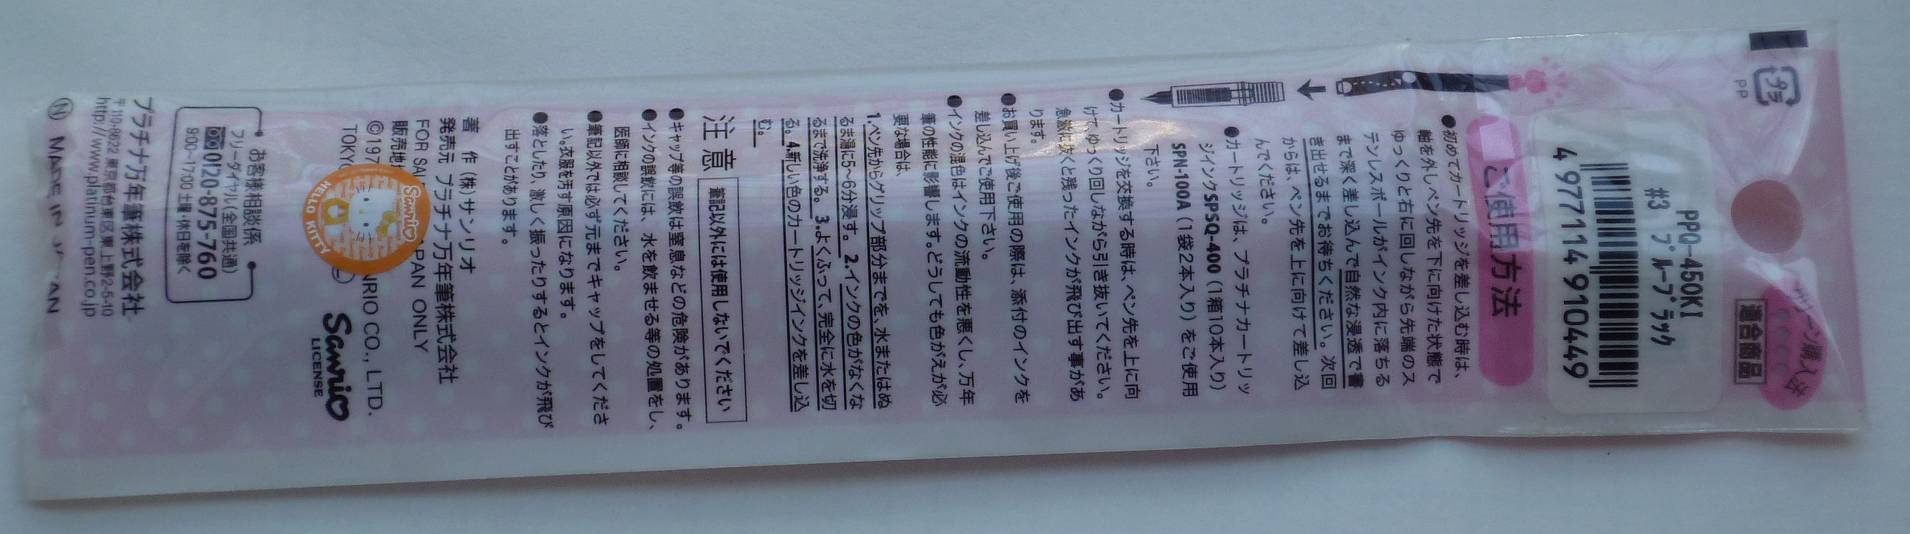 グリーン購入法
適合商品
PP
PPQ-450KI
#3 ブルーブラック
4 977114 910449
ご使用方法
●初めてカートリッジを差し込む時は、
軸を外しペン先を下に向けた状態で
ゆっくりと右に回しながら先端のス
テンレスボールがインク内に落ちる
まで深く差し込んで自然な浸透で書
き出せるまでお待ちください。次回
からは、ペン先を上に向けて差し込
んでください。
●カートリッジは、プラチナカートリッ
ジインクSPSQ-400(1箱10本入り)
SPN-100A(1袋2本入り)をご使用
下さい。
●カートリッジを交換する時は、ペン先を上に向
けて、ゆっくり回しながら引き抜いてください。
急激に抜くと残ったインクが飛び出す事があ
ります。
●お買い上げ後ご使用の際は、添付のインクを
差し込んでご使用下さい。
●インクの混色はインクの流動性を悪くし、万年
筆の性能に影響します。どうしても色がえが必
要な場合は、
1.ペン先からグリップ部分までを、水またはぬ
るま湯に5〜6分浸す。 2.インクの色がなくな
るまで洗浄する。 3.よくふって、完全に水を切
る。4.新しい色のカートリッジインクを差し込
む。
注意 筆記以外には使用しないでください
●キャップ等の誤飲は窒息などの危険があります。
●インクの誤飲には、水を飲ませる等の処置をし、
医師に相談してください。
●筆記以外では必ず元までキャップをしてくださ
い。衣服を汚す原因になります。
●落としたり、激しく振ったりするとインクが飛び
出すことがあります。
著 作 (株)サンリオ
発売元 プラチナ万年筆株式会社
販売地
FOR SAL APAN ONLY
©197 NRIO CO., LTD.
TOKYO
Sanrio
LICENSE
Sanrio
HELLO KITTY
お客様相談係
フリーダイヤル(全国共通)
0120-875-760
9:00〜17:00 土曜・休日を除く
プラチナ万年筆株式会社
〒110-8622 東京都台東区東上野2-5-10
http://www.platinum-pen.co.jp
N MADE IN JAPAN